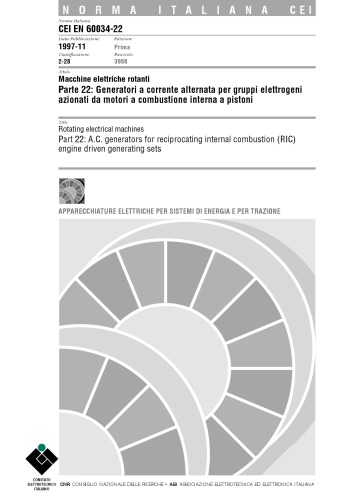 NORMA ITALIANA CEI
Norma Italiana
CEI EN 60034-22
Data Pubblicazione Edizione
1997-11 Prima
Classificazione Fascicolo
2-28 3988
Titolo
Macchine elettriche rotanti
Parte 22: Generatori a corrente alternata per gruppi elettrogeni
azionati da motori a combustione interna a pistoni
Title
Rotating electrical machines
Part 22: A.C. generators for reciprocating internal combustion (RIC)
engine driven generating sets
APPARECCHIATURE ELETTRICHE PER SISTEMI DI ENERGIA E PER TRAZIONE
COMITATO
ELETTROTECNICO
ITALIANO
CNR CONSIGLIO NAZIONALE DELLE RICERCHE • AEI ASSOCIAZIONE ELETTROTECNICA ED ELETTRONICA ITALIANA